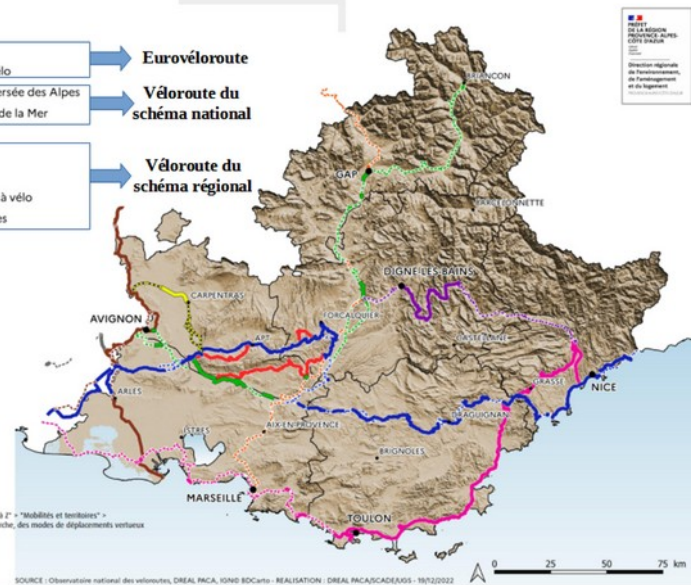 PRÉFET
DE LA RÉGION
PROVENCE-ALPES-
CÔTE D'AZUR
Direction régionale
de l'environnement,
de l'aménagement
et du logement
Eurovéloroute
ersée des Alpes
de la Mer
Véloroute du
schéma national
Véloroute du
schéma régional
à vélo
es
BRIANCON
GAP
BARCELONNETTE
DIGNE-LES-BAINS
CARPENTRAS
AVIGNON
FORCALQUIER
APT
CASTELLANE
GRASSE
NICE
ARLES
DRAGUIGNAN
AIX-EN-PROVENCE
ISTRES
BRIGNOLES
MARSEILLE
TOULON
à 2" > "Mobilités et territoires" >
rche, des modes de déplacements vertueux
0 25 50 75 km
SOURCE : Observatoire national des veloroutes, DREAL PACA, IGN© BDCarto - REALISATION : DREAL PACA/SCADE/UGS - 19/12/2022